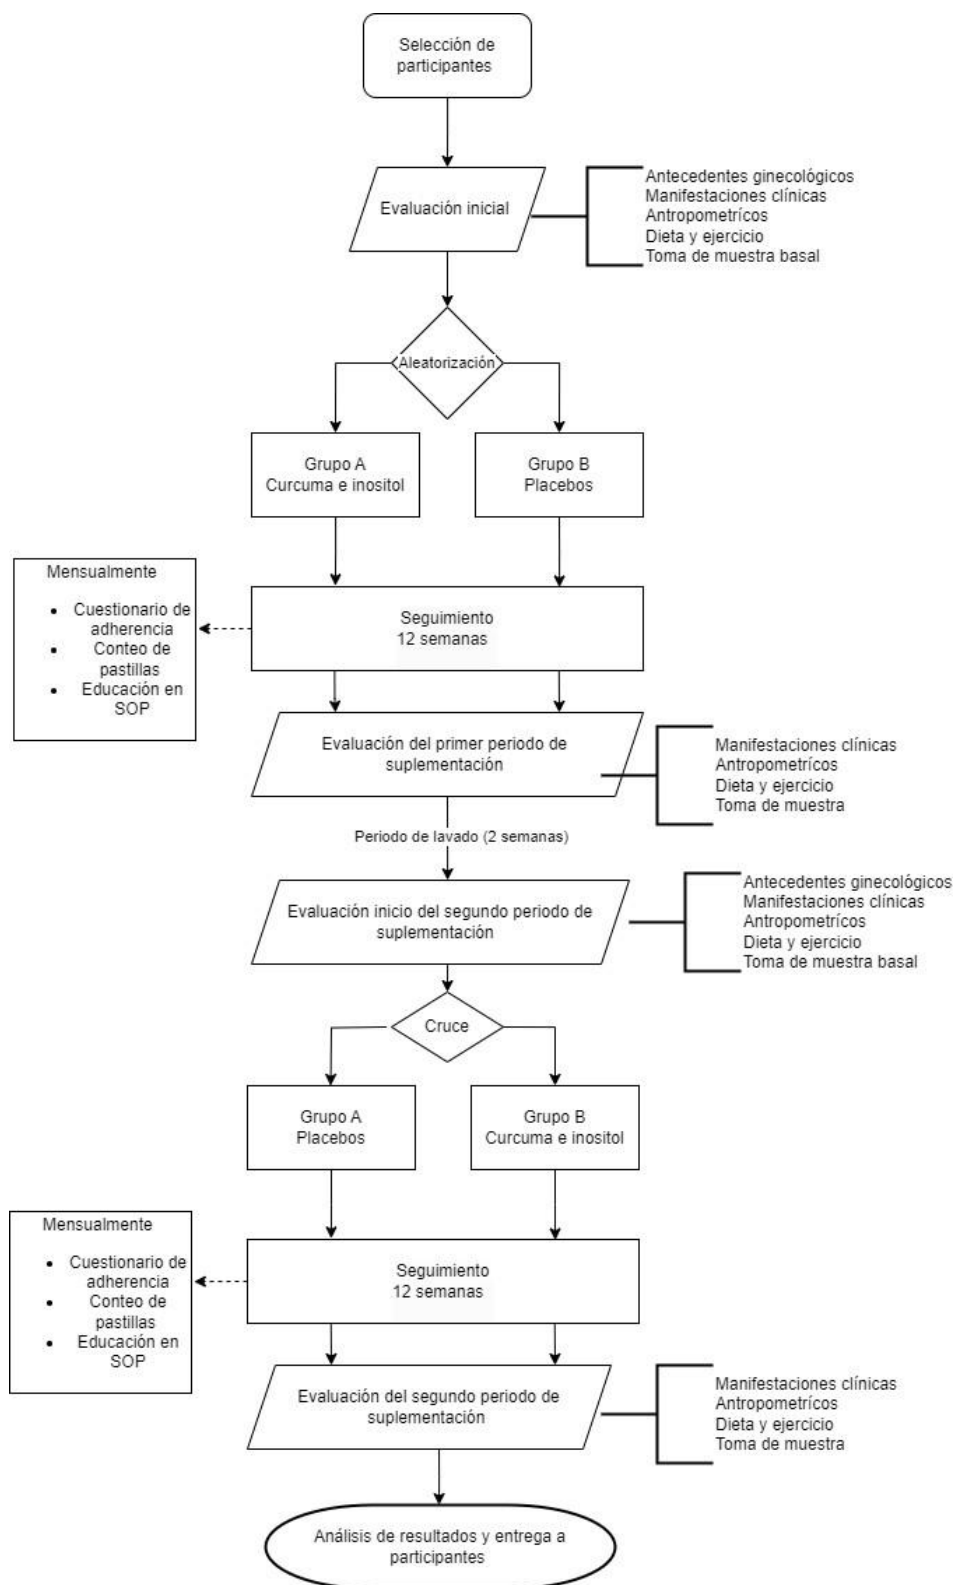 Selección de
participantes
Evaluación inicial
Antecedentes ginecológicos
Manifestaciones clínicas
Antropometrícos
Dieta y ejercicio
Toma de muestra basal
Aleatorización
Grupo A
Curcuma e inositol
Grupo B
Placebos
Mensualmente
• Cuestionario de
adherencia
• Conteo de
pastillas
• Educación en
SOP
Seguimiento
12 semanas
Evaluación del primer periodo de
suplementación
Manifestaciones clínicas
Antropometrícos
Dieta y ejercicio
Toma de muestra
Periodo de lavado (2 semanas)
Evaluación inicio del segundo periodo de
suplementación
Antecedentes ginecológicos
Manifestaciones clínicas
Antropometrícos
Dieta y ejercicio
Toma de muestra basal
Cruce
Grupo A
Placebos
Grupo B
Curcuma e inositol
Mensualmente
• Cuestionario de
adherencia
• Conteo de
pastillas
• Educación en
SOP
Seguimiento
12 semanas
Evaluación del segundo periodo de
suplementación
Manifestaciones clínicas
Antropometrícos
Dieta y ejercicio
Toma de muestra
Análisis de resultados y entrega a
participantes